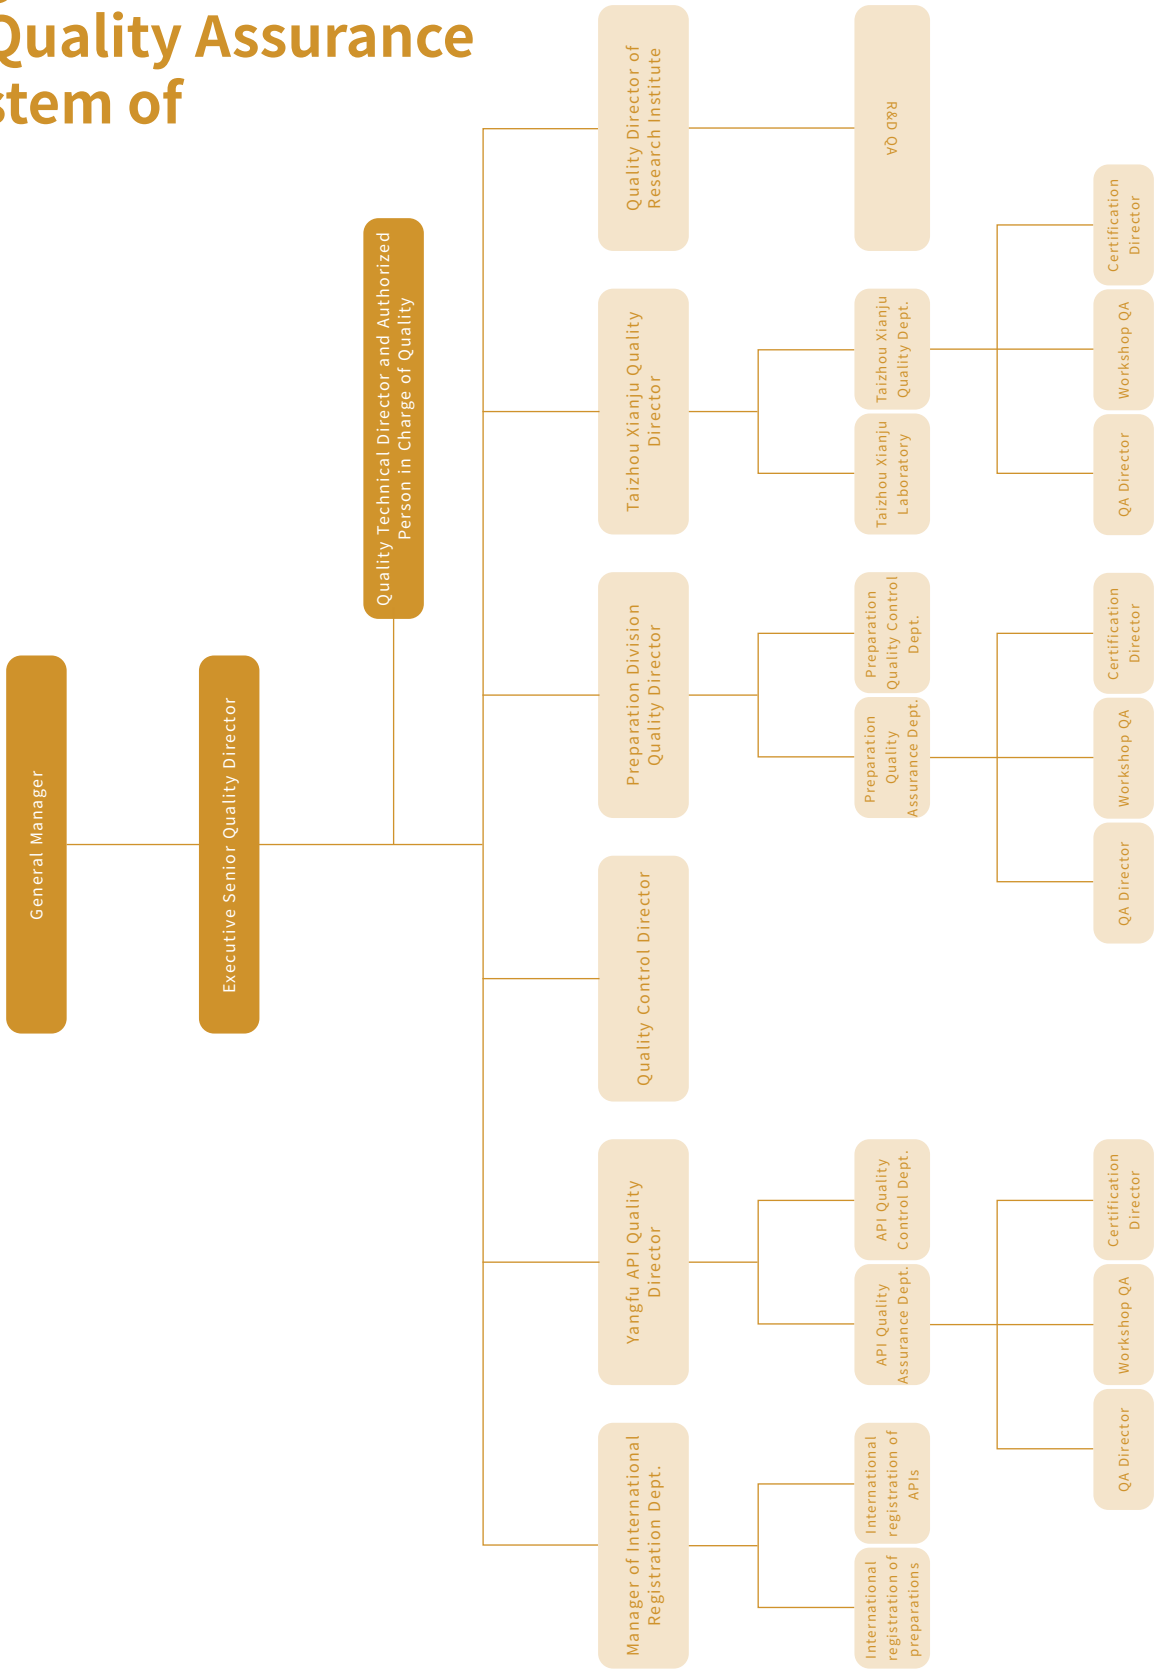 Quality Assurance
stem of
General Manager
Executive Senior Quality Director
Quality Technical Director and Authorized
Person in Charge of Quality
Manager of International
Registration Dept.
Yangfu API Quality
Director
Quality Control Director
Preparation Division
Quality Director
Taizhou Xianju Quality
Director
Quality Director of
Research Institute
International
registration of
preparations
International
registration of
APIs
API Quality
Assurance Dept.
API Quality
Control Dept.
Preparation
Quality
Assurance Dept.
Preparation
Quality Control
Dept.
Taizhou Xianju
Laboratory
Taizhou Xianju
Quality Dept.
R&D QA
QA Director
Workshop QA
Certification
Director
QA Director
Workshop QA
Certification
Director
QA Director
Workshop QA
Certification
Director